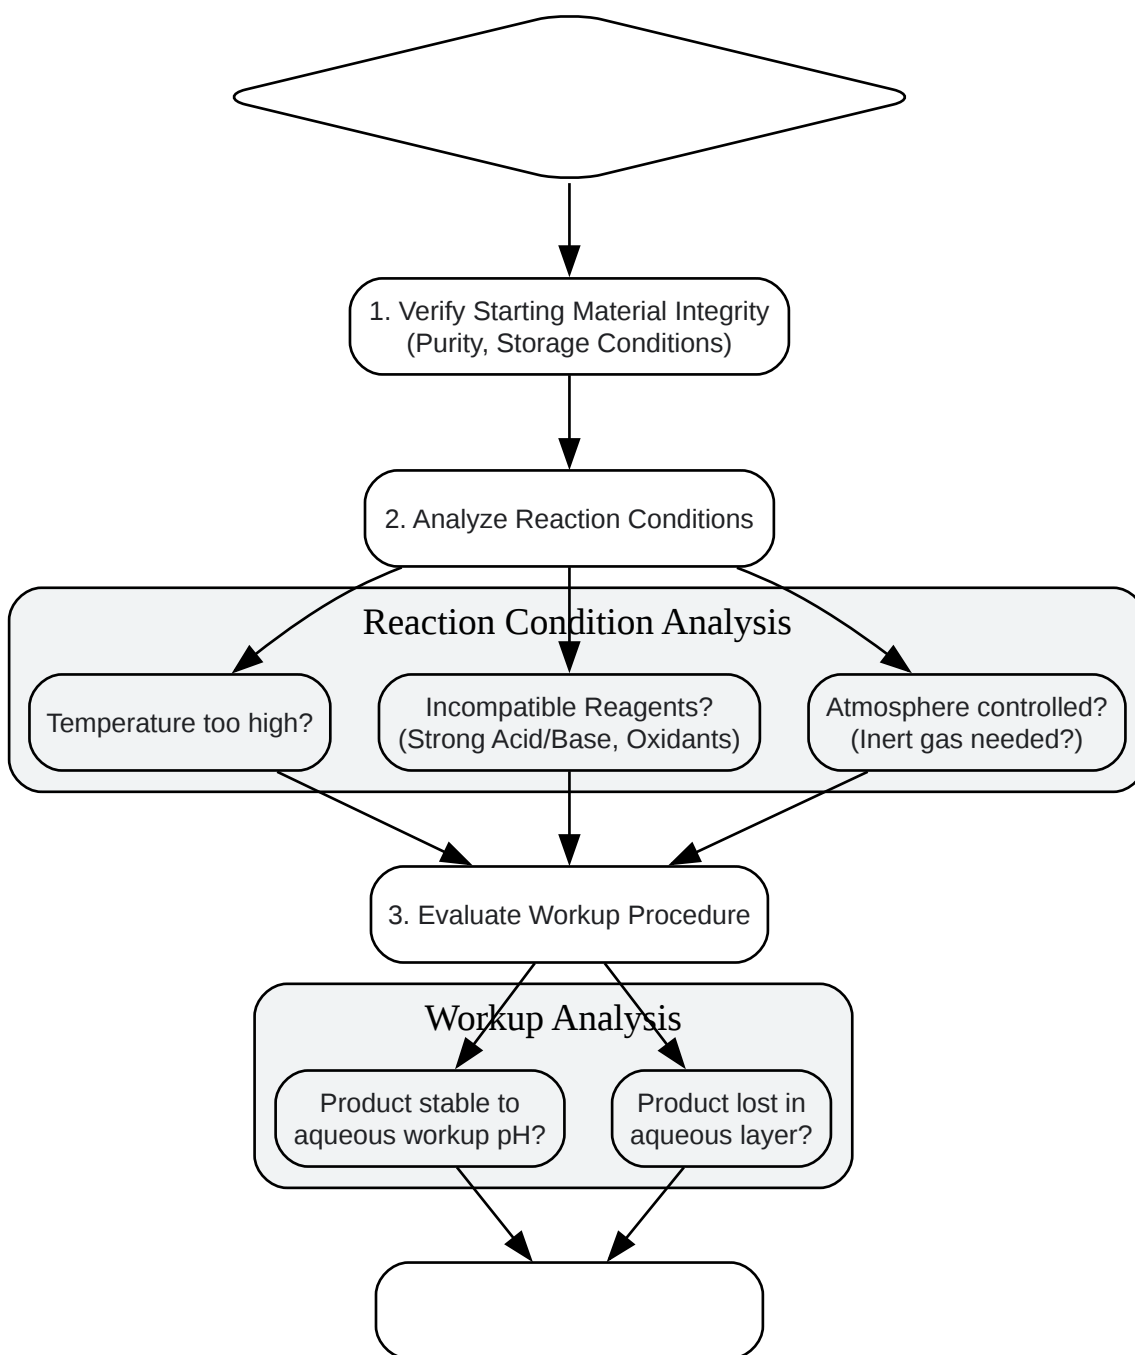 1. Verify Starting Material Integrity
(Purity, Storage Conditions)
2. Analyze Reaction Conditions
Reaction Condition Analysis
Temperature too high?
Incompatible Reagents?
(Strong Acid/Base, Oxidants)
Atmosphere controlled?
(Inert gas needed?)
3. Evaluate Workup Procedure
Workup Analysis
Product stable to
aqueous workup pH?
Product lost in
aqueous layer?